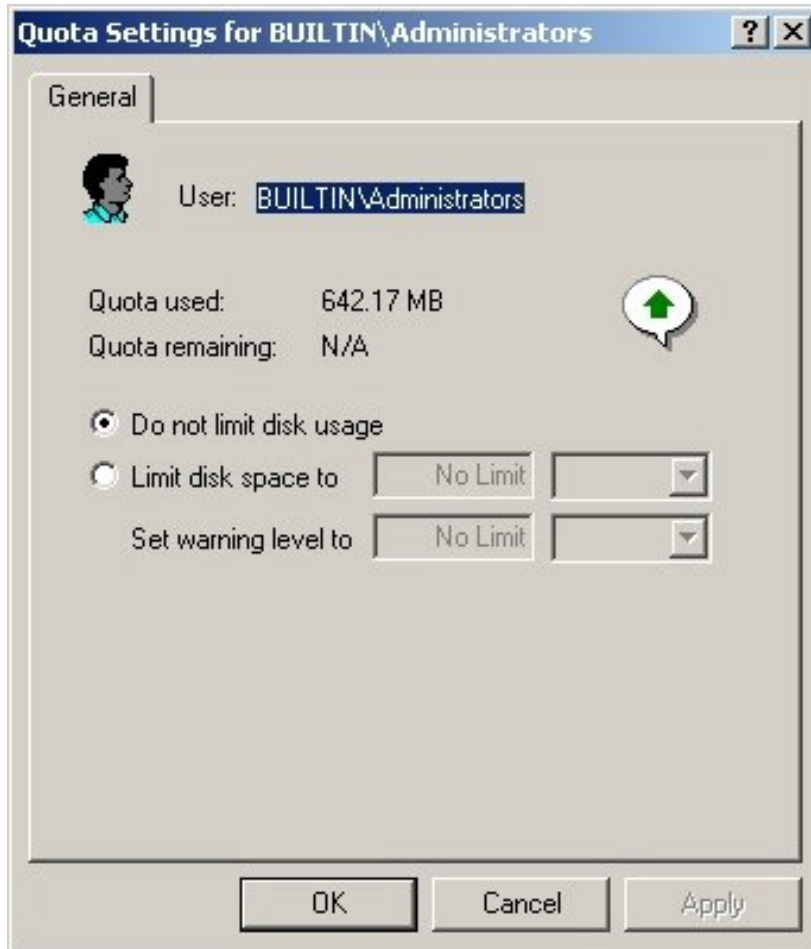 Quota Settings for BUILTIN\Administrators ? X
General
User: BUILTIN\Administrators
Quota used: 642.17 MB
Quota remaining: N/A
Do not limit disk usage
Limit disk space to No Limit
Set warning level to No Limit
OK Cancel Apply